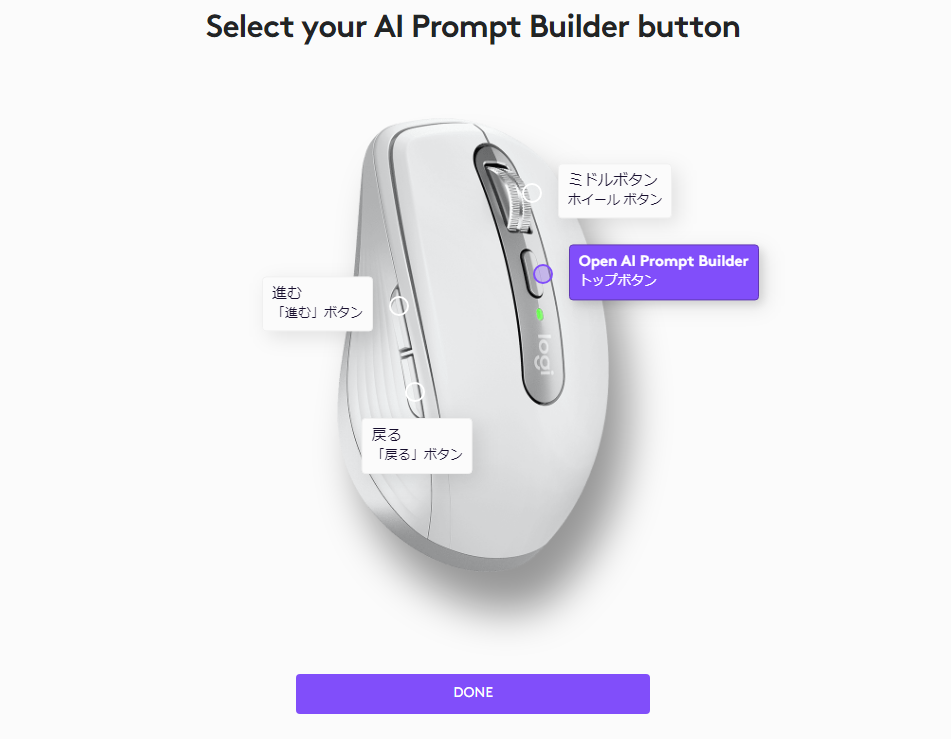 Select your AI Prompt Builder button
ミドルボタン
ホイール ボタン
Open AI Prompt Builder
トップボタン
進む
「進む」ボタン
logi
戻る
「戻る」ボタン
DONE